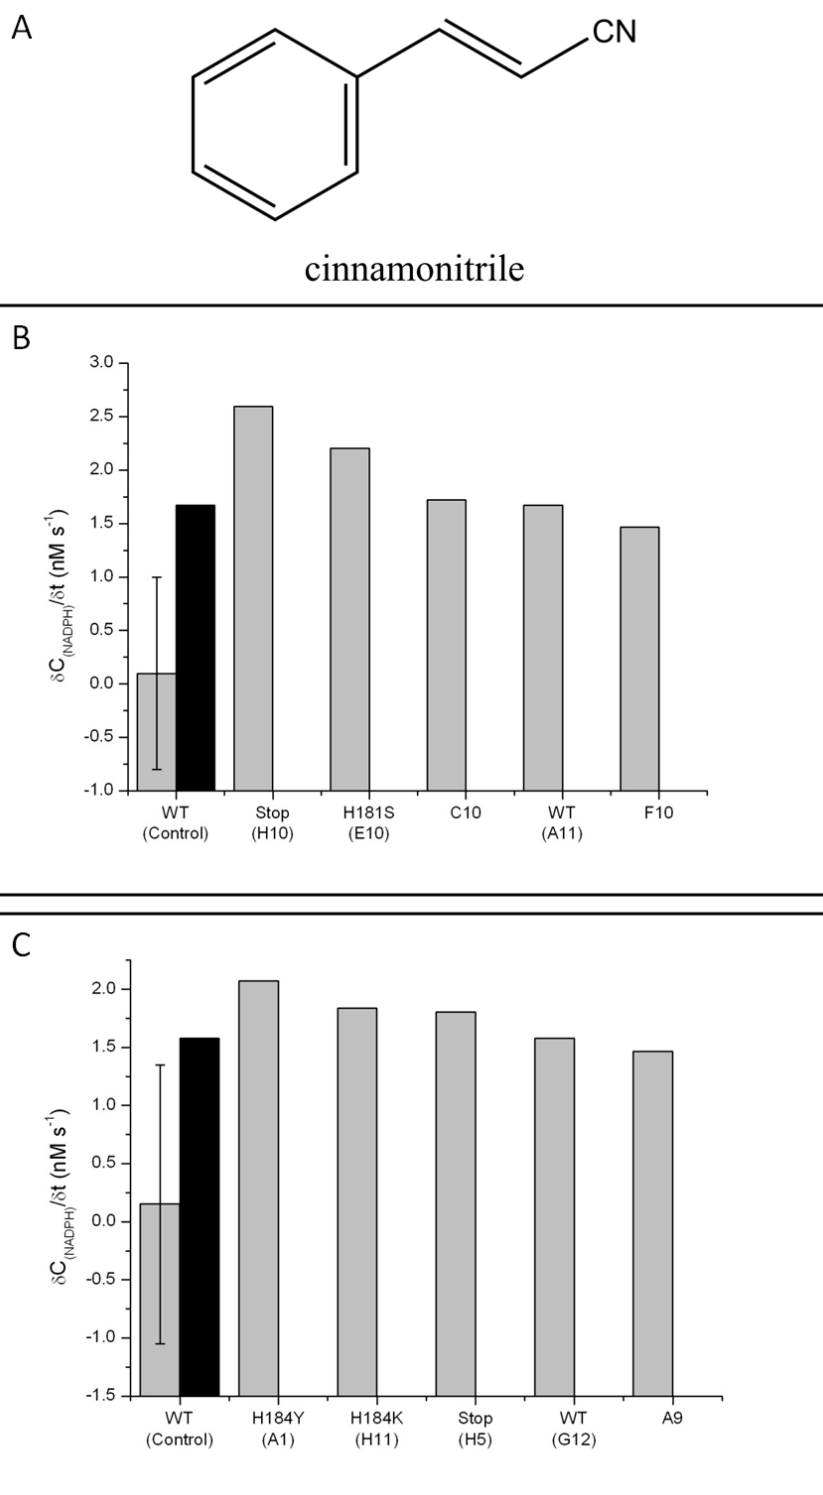 A
CN
cinnamonitrile
B
3.0
2.5
2.0
1.5
1.0
0.5
0.0
-0.5
-1.0
δC(NADPH)/δt (nM s-1)
WT
(Control)
Stop
(H10)
H181S
(E10)
C10
WT
(A11)
F10
C
2.0
1.5
1.0
0.5
0.0
-0.5
-1.0
-1.5
δC(NADPH)/δt (nM s-1)
WT
(Control)
H184Y
(A1)
H184K
(H11)
Stop
(H5)
WT
(G12)
A9